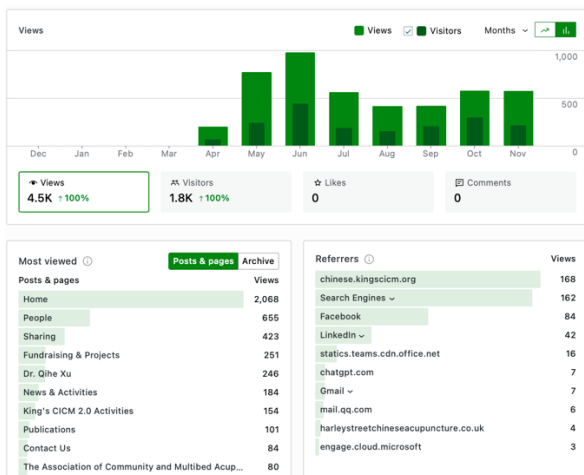 Views
Views Visitors Months
1,000
500
0
Dec Jan Feb Mar Apr May Jun Jul Aug Sep Oct Nov
Views Visitors Likes Comments
4.5K ↑100% 1.8K ↑100% 0 0
Most viewed Posts & pages Archive
Posts & pages Views
Home 2,068
People 655
Sharing 423
Fundraising & Projects 251
Dr. Qihe Xu 246
News & Activities 184
King's CICM 2.0 Activities 154
Publications 101
Contact Us 84
The Association of Community and Multibed Acup... 80
Referrers Views
chinese.kingscicm.org 168
Search Engines 162
Facebook 84
LinkedIn 42
statics.teams.cdn.office.net 16
chatgpt.com 7
Gmail 7
mail.qq.com 6
harleystreetchineseacupuncture.co.uk 4
engage.cloud.microsoft 3